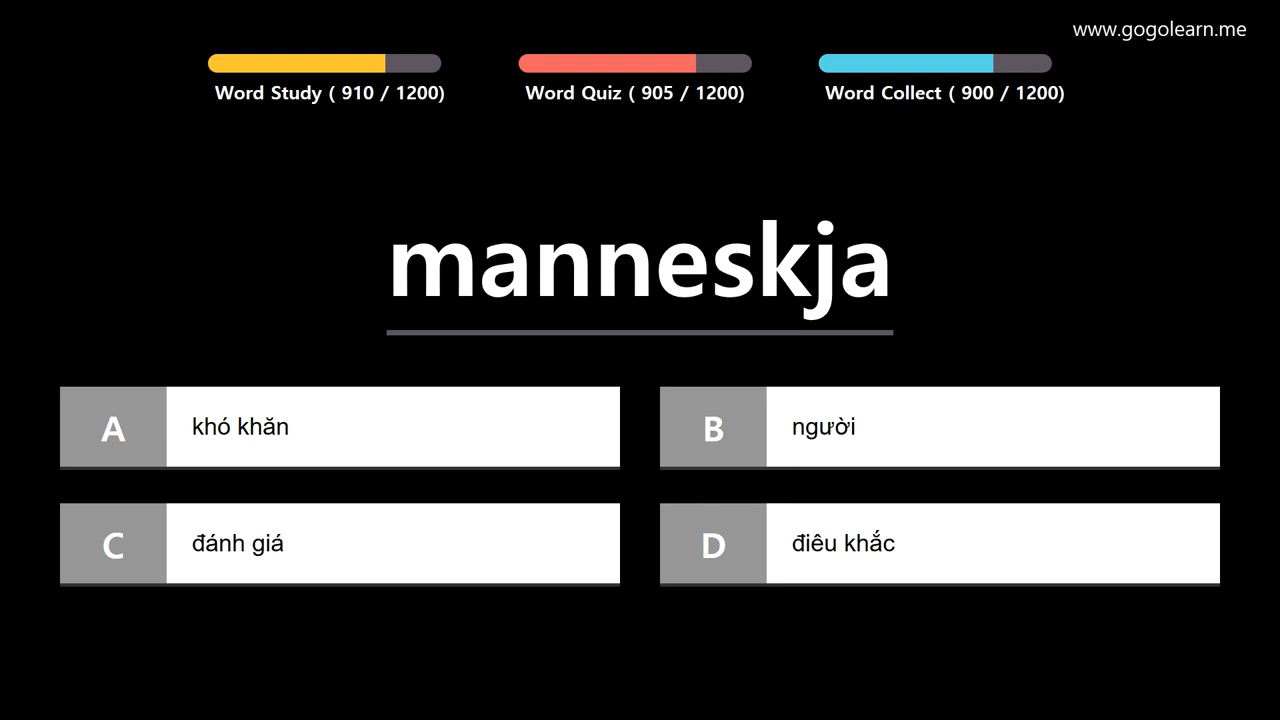 www.gogolearn.me
Word Study ( 910 / 1200)
Word Quiz ( 905 / 1200)
Word Collect ( 900 / 1200)
manneskja
A khó khăn
B người
C đánh giá
D điêu khắc